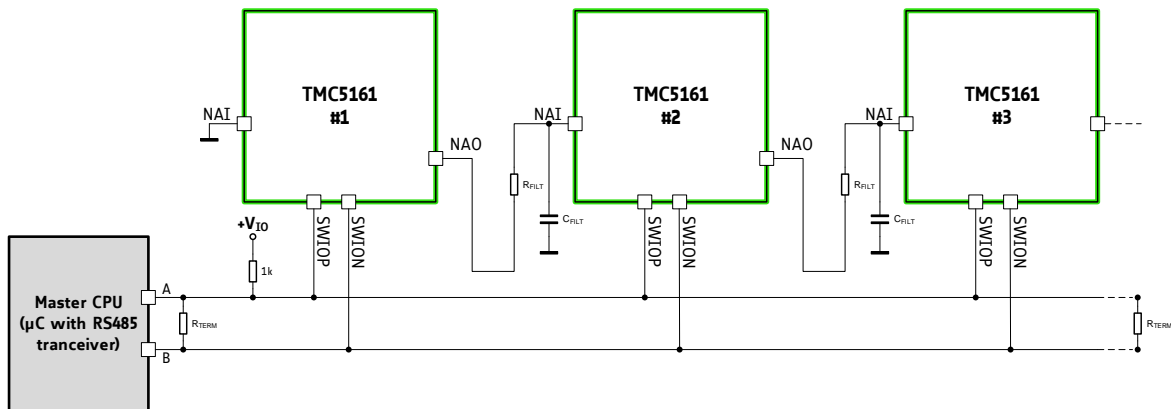 TMC5161
#1
TMC5161
#2
TMC5161
#3
NAI
NAI
NAI
NAO
NAO
RFILT
RFILT
CFILT
CFILT
SWIOP
SWION
SWIOP
SWION
SWIOP
SWION
+VIO
1k
A
Master CPU
(µC with RS485
tranceiver)
RTERM
RTERM
B